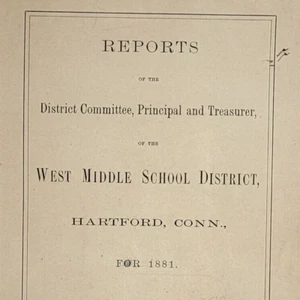 REPORTS
OF THE
District Committee, Principal and Treasurer,
OF THE
WEST MIDDLE SCHOOL DISTRICT,
HARTFORD, CONN.,
FOR 1881.